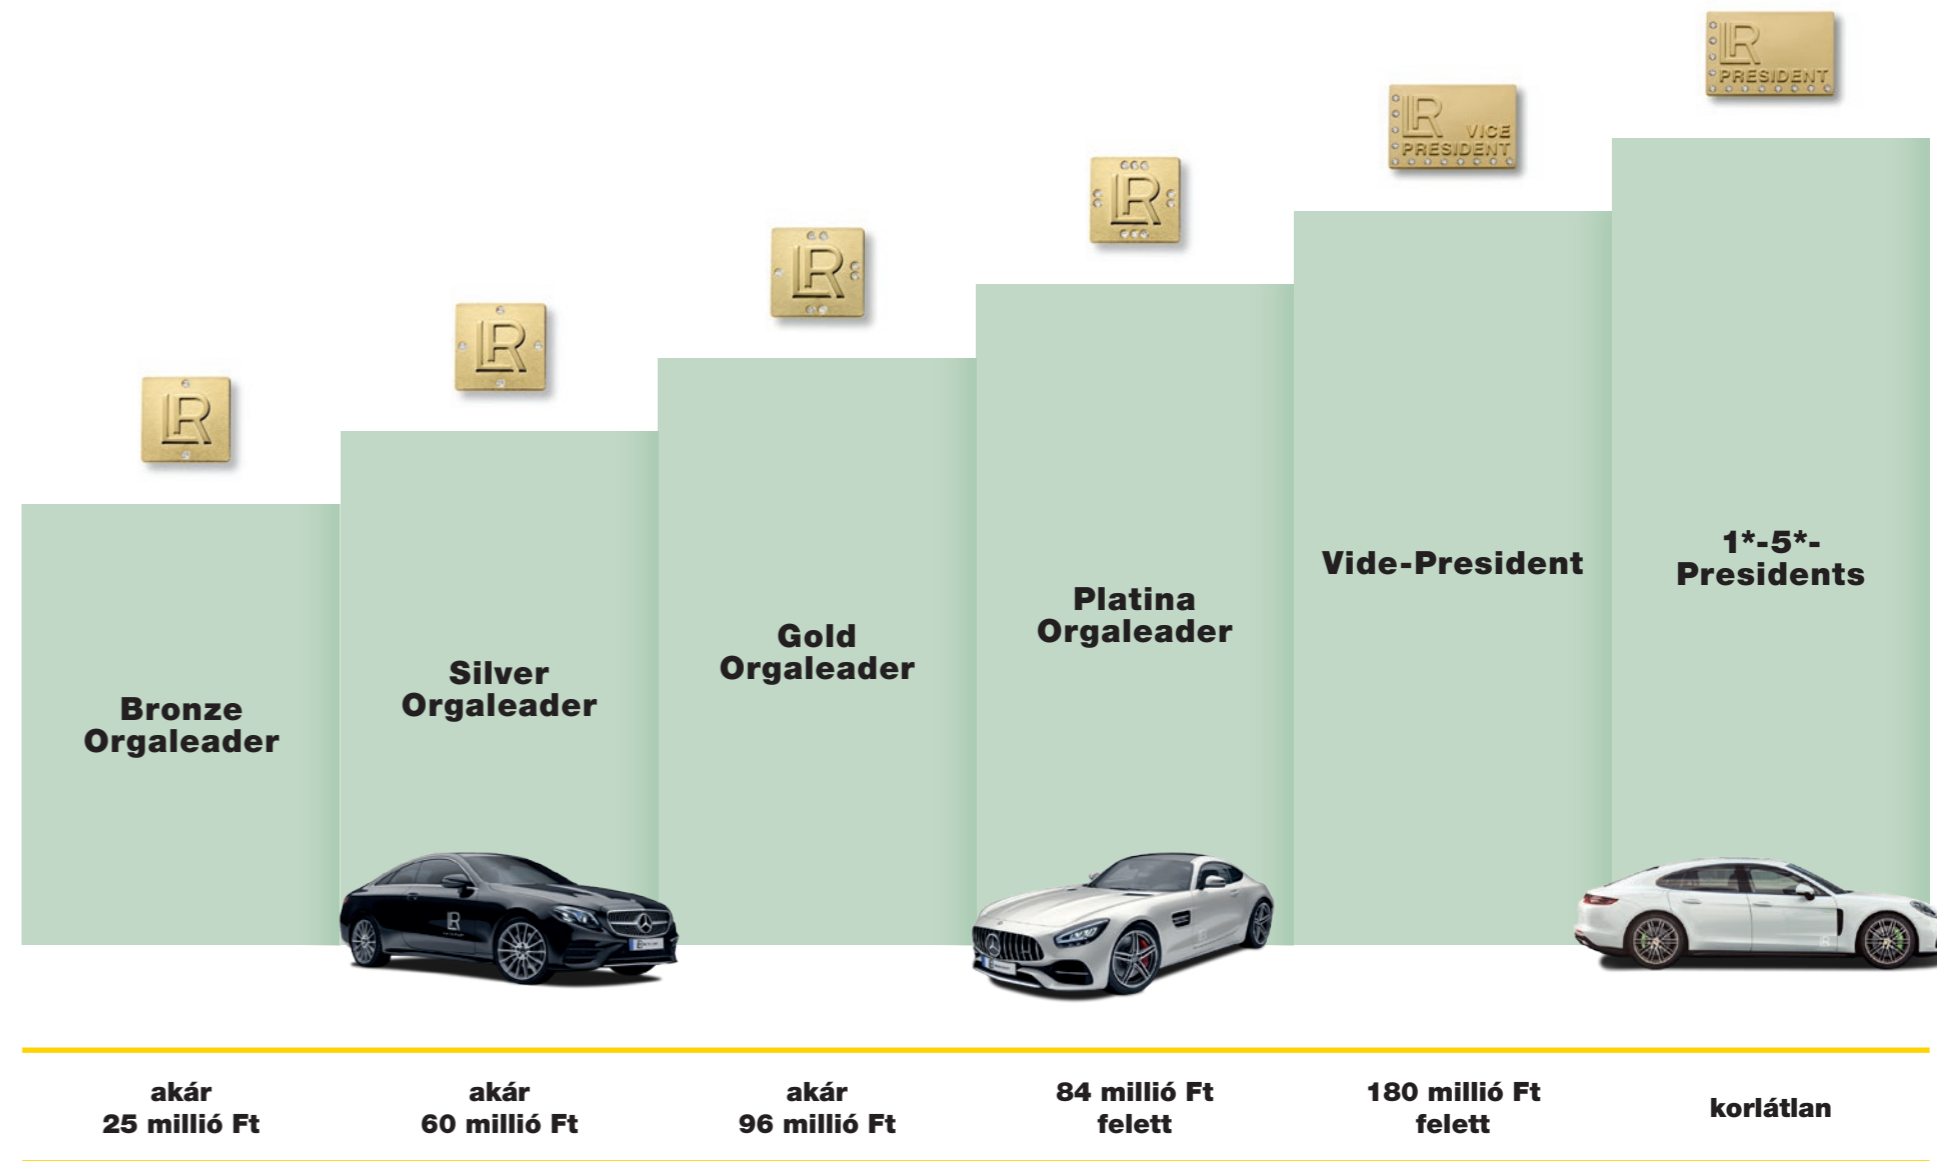 LR
PRESIDENT
LR VICE
PRESIDENT
LR
LR
LR
LR
Bronze
Orgaleader
Silver
Orgaleader
Gold
Orgaleader
Platina
Orgaleader
Vide-President
1*-5*-
Presidents
akár
25 millió Ft
akár
60 millió Ft
akár
96 millió Ft
84 millió Ft
felett
180 millió Ft
felett
korlátlan